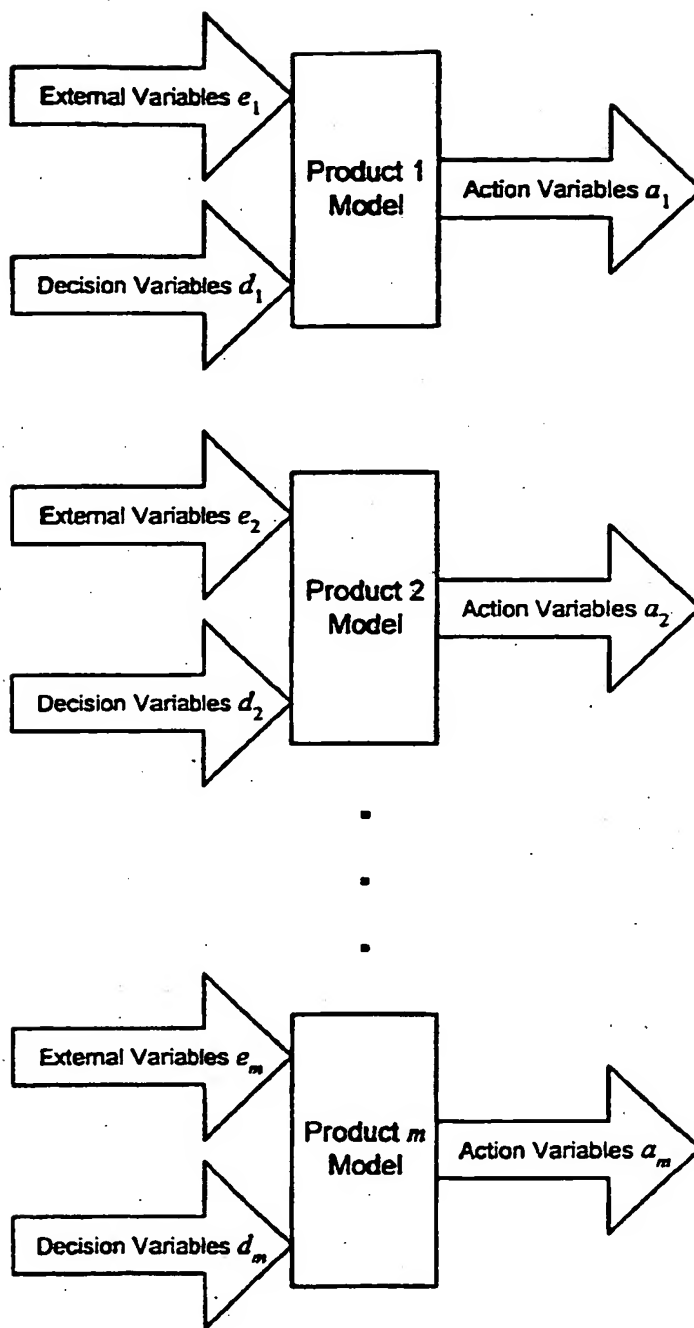 External Variables e₁
Product 1
Model
Action Variables a₁
Decision Variables d₁
External Variables e₂
Product 2
Model
Action Variables a₂
Decision Variables d₂
External Variables eₘ
Product m
Model
Action Variables aₘ
Decision Variables dₘ